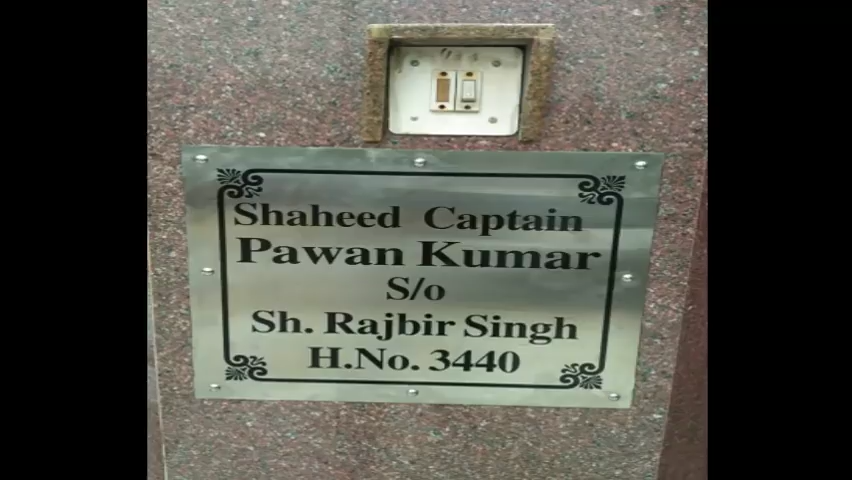 Shaheed Captain
Pawan Kumar
S/o
Sh. Rajbir Singh
H.No. 3440